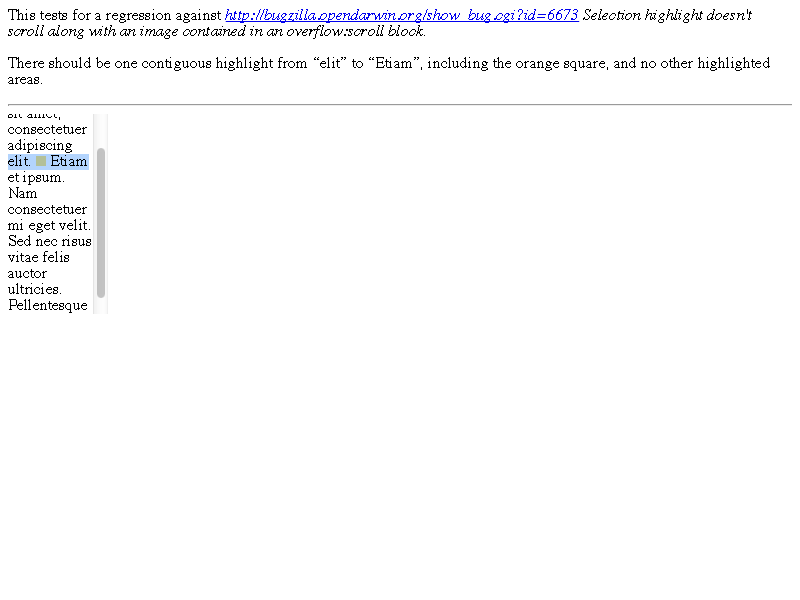 This tests for a regression against http://bugzilla.opendarwin.org/show_bug.cgi?id=6673 Selection highlight doesn't
scroll along with an image contained in an overflow:scroll block.
There should be one contiguous highlight from “elit” to “Etiam”, including the orange square, and no other highlighted
areas.
sit amet,
consectetuer
adipiscing
elit. Etiam
et ipsum.
Nam
consectetuer
mi eget velit.
Sed nec risus
vitae felis
auctor
ultricies.
Pellentesque